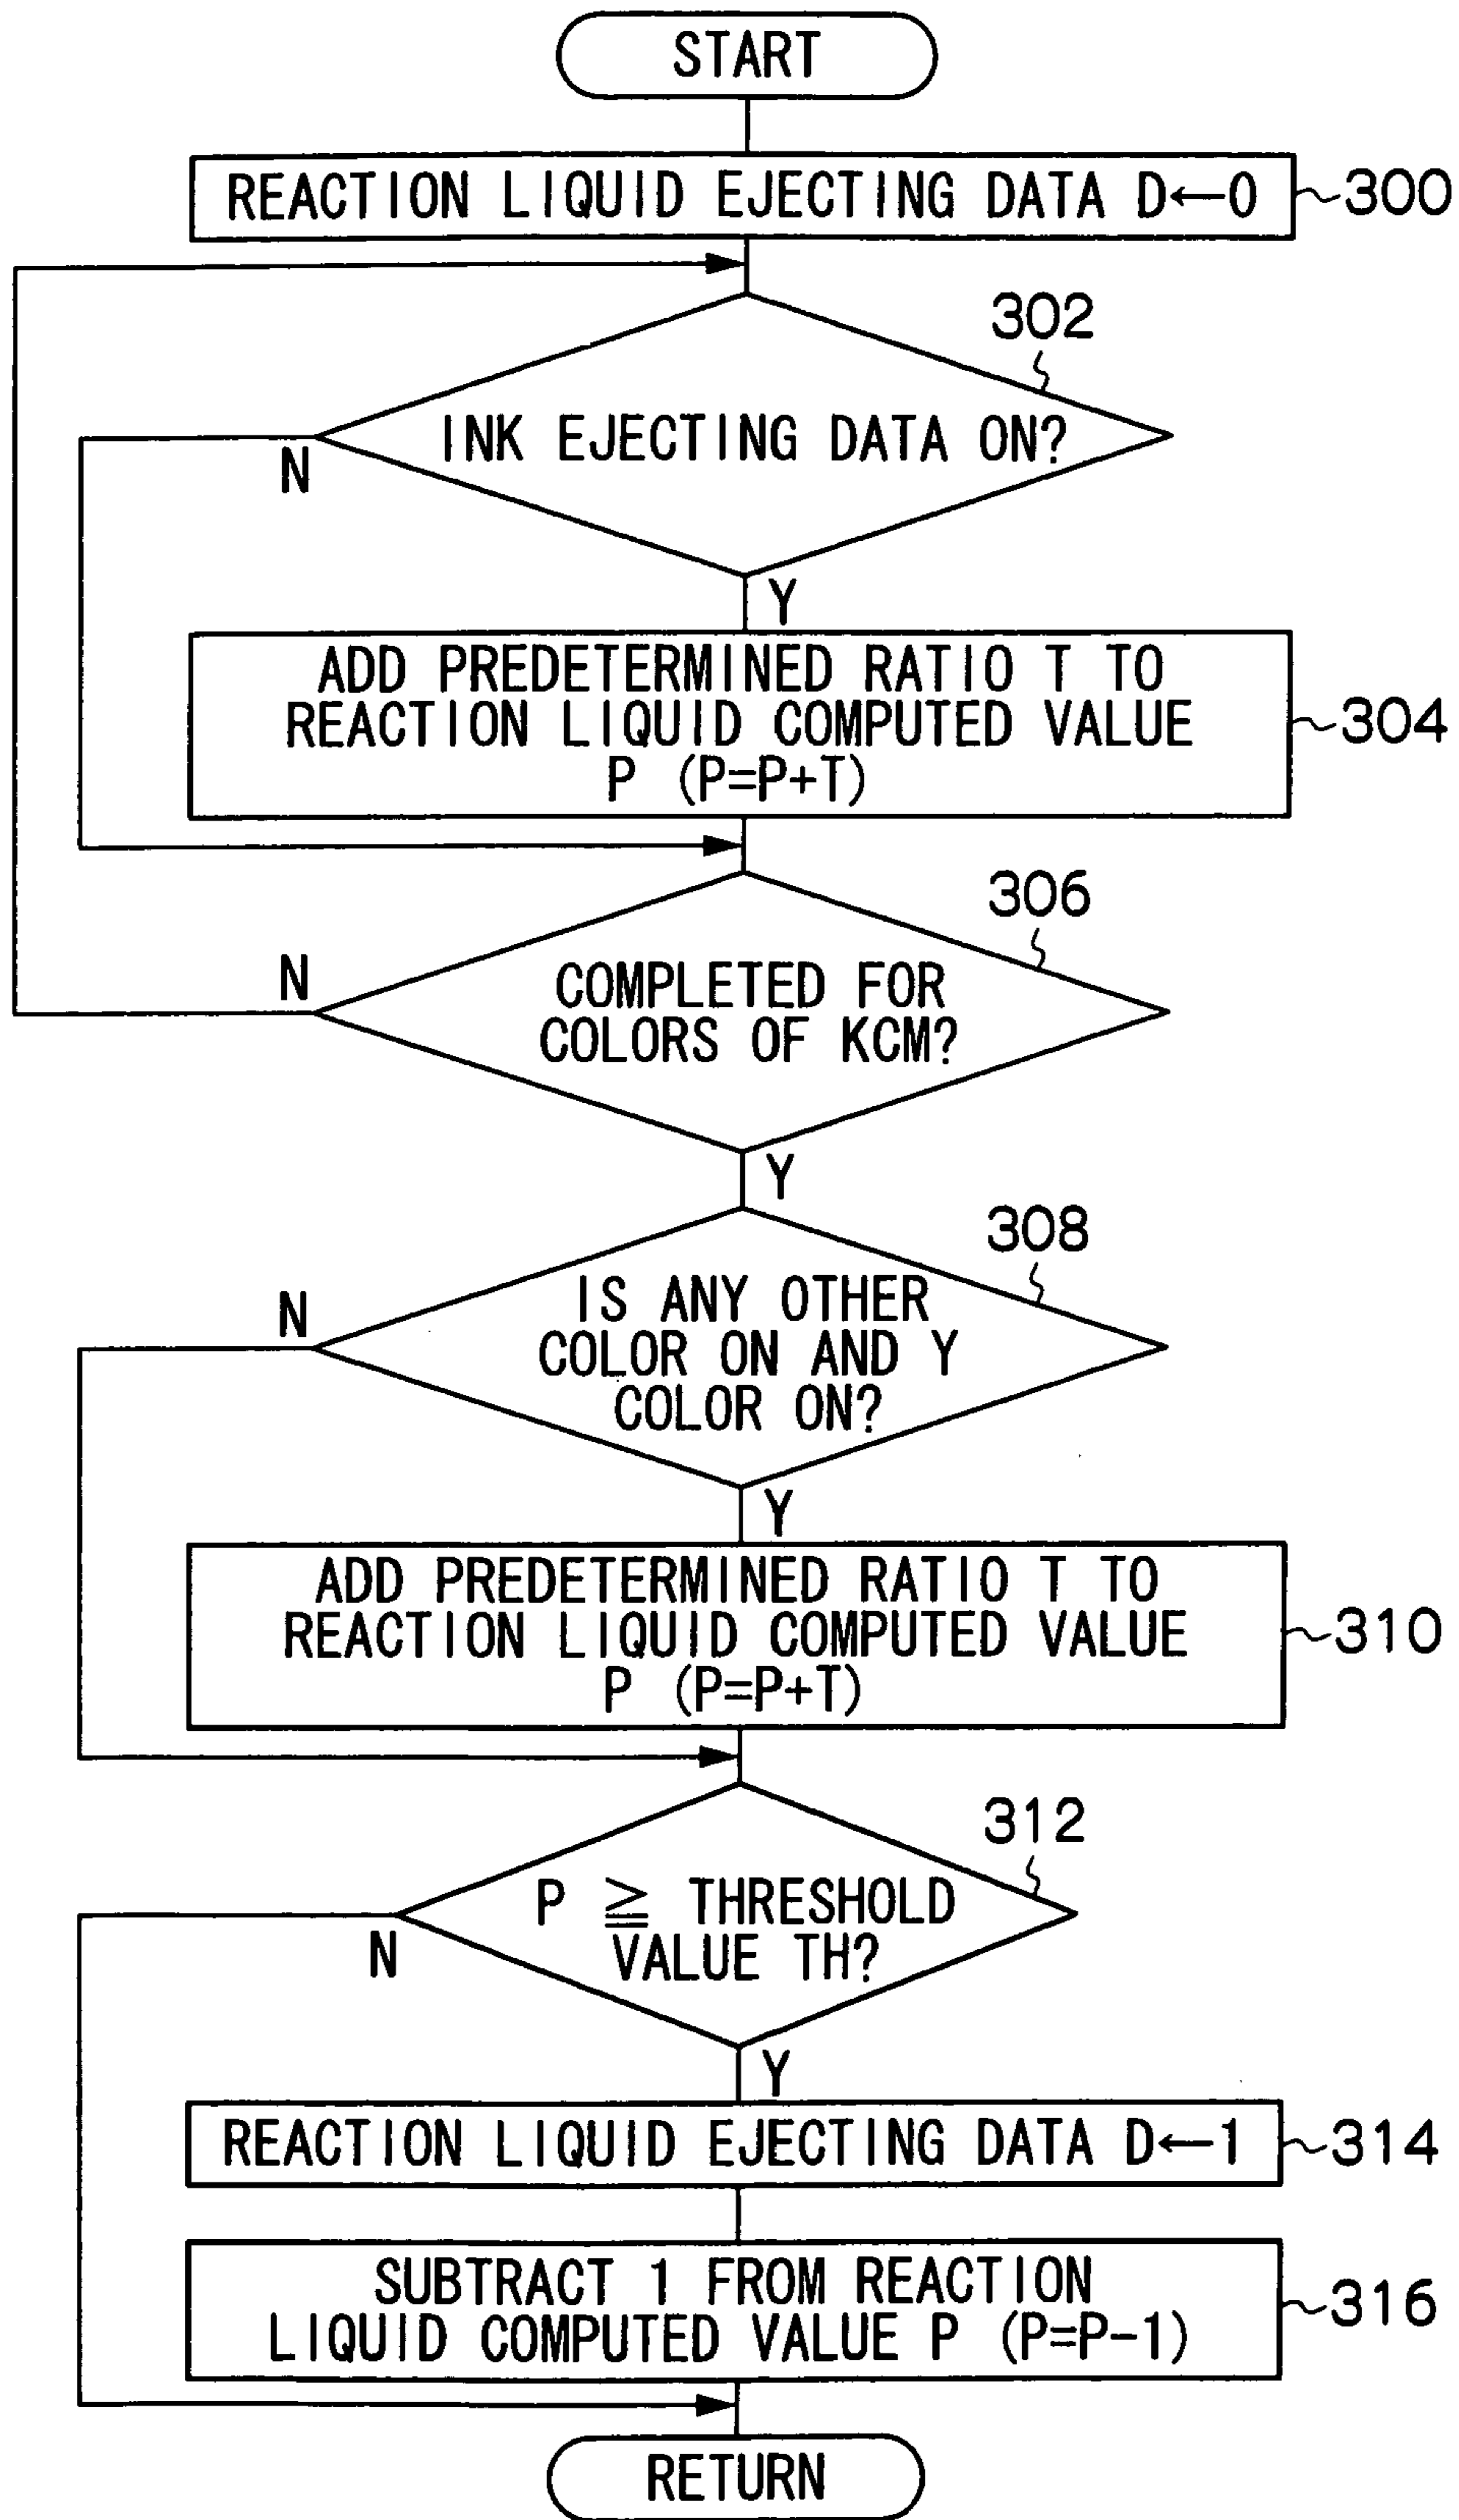 START
REACTION LIQUID EJECTING DATA D←0
300
302
INK EJECTING DATA ON?
N
Y
ADD PREDETERMINED RATIO T TO
REACTION LIQUID COMPUTED VALUE
P (P=P+T)
304
306
N
COMPLETED FOR
COLORS OF KCM?
Y
308
N
IS ANY OTHER
COLOR ON AND Y
COLOR ON?
Y
ADD PREDETERMINED RATIO T TO
REACTION LIQUID COMPUTED VALUE
P (P=P+T)
310
312
P ≧ THRESHOLD
VALUE TH?
N
Y
REACTION LIQUID EJECTING DATA D←1
314
SUBTRACT 1 FROM REACTION
LIQUID COMPUTED VALUE P (P=P-1)
316
RETURN